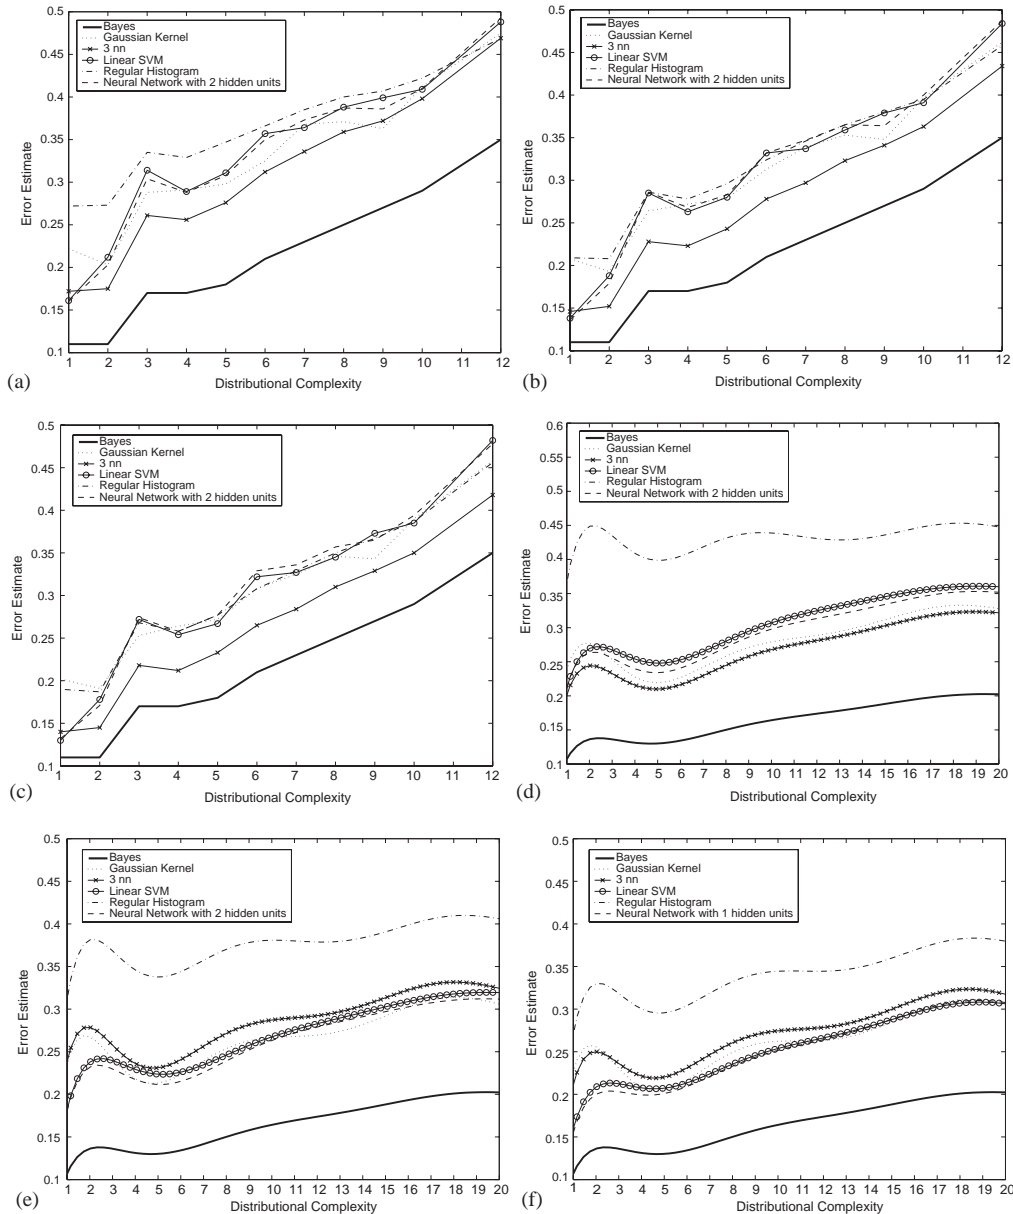 0.5
0.45
0.4
0.35
0.3
0.25
0.2
0.15
0.1
Error Estimate
Bayes
Gaussian Kernel
3 nn
Linear SVM
Regular Histogram
Neural Network with 2 hidden units
1 2 3 4 5 6 7 8 9 10 12
Distributional Complexity
(a)
0.5
0.45
0.4
0.35
0.3
0.25
0.2
0.15
0.1
Error Estimate
Bayes
Gaussian Kernel
3 nn
Linear SVM
Regular Histogram
Neural Network with 2 hidden units
1 2 3 4 5 6 7 8 9 10 12
Distributional Complexity
(b)
0.5
0.45
0.4
0.35
0.3
0.25
0.2
0.15
0.1
Error Estimate
Bayes
Gaussian Kernel
3 nn
Linear SVM
Regular Histogram
Neural Network with 2 hidden units
1 2 3 4 5 6 7 8 9 10 12
Distributional Complexity
(c)
0.6
0.55
0.5
0.45
0.4
0.35
0.3
0.25
0.2
0.15
0.1
Error Estimate
Bayes
Gaussian Kernel
3 nn
Linear SVM
Regular Histogram
Neural Network with 2 hidden units
1 2 3 4 5 6 7 8 9 10 11 12 13 14 15 16 17 18 19 20
Distributional Complexity
(d)
0.5
0.45
0.4
0.35
0.3
0.25
0.2
0.15
0.1
Error Estimate
Bayes
Gaussian Kernel
3 nn
Linear SVM
Regular Histogram
Neural Network with 2 hidden units
1 2 3 4 5 6 7 8 9 10 11 12 13 14 15 16 17 18 19 20
Distributional Complexity
(e)
0.5
0.45
0.4
0.35
0.3
0.25
0.2
0.15
0.1
Error Estimate
Bayes
Gaussian Kernel
3 nn
Linear SVM
Regular Histogram
Neural Network with 1 hidden units
1 2 3 4 5 6 7 8 9 10 11 12 13 14 15 16 17 18 19 20
Distributional Complexity
(f)